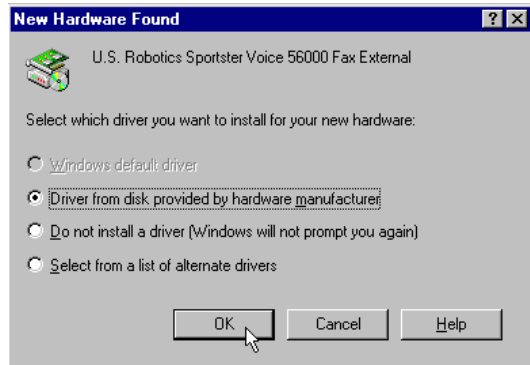 New Hardware Found
U.S. Robotics Sportster Voice 56000 Fax External
Select which driver you want to install for your new hardware:
Windows default driver
Driver from disk provided by hardware manufacturer
Do not install a driver (Windows will not prompt you again)
Select from a list of alternate drivers
OK Cancel Help